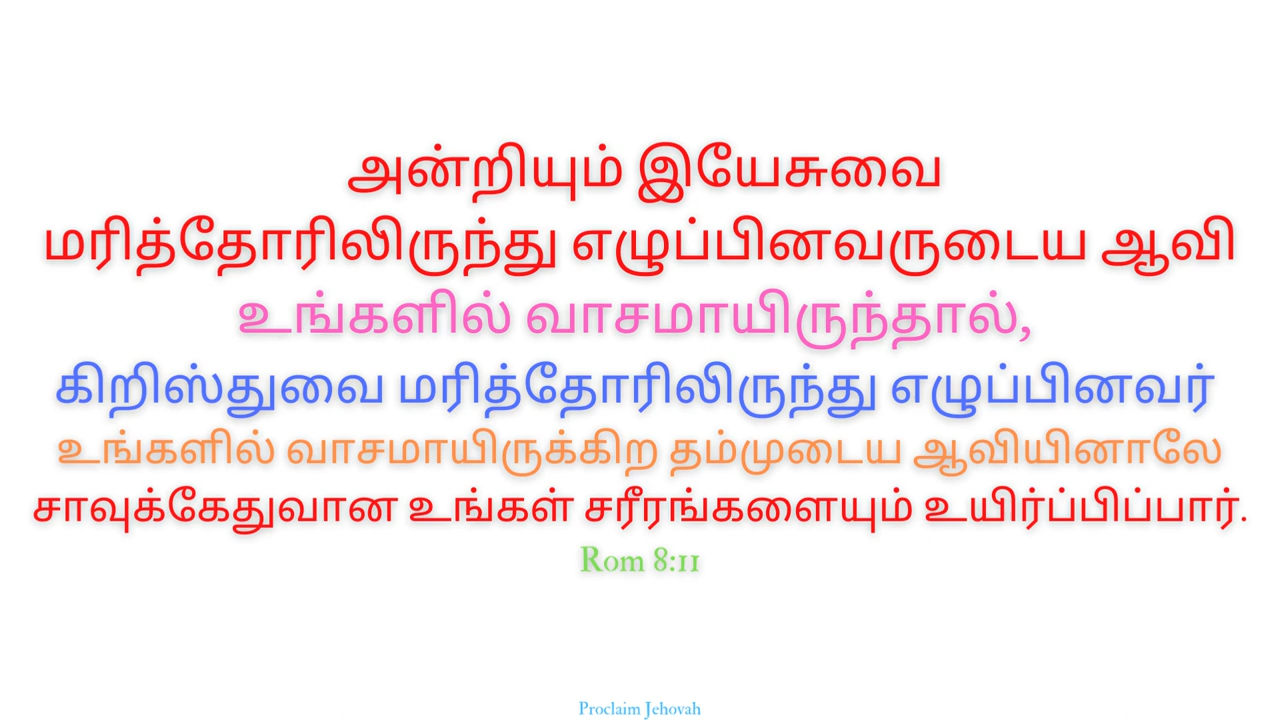 அன்றியும் இயேசுவை
மரித்தோரிலிருந்து எழுப்பினவருடைய ஆவி
உங்களில் வாசமாயிருந்தால்,
கிறிஸ்துவை மரித்தோரிலிருந்து எழுப்பினவர்
உங்களில் வாசமாயிருக்கிற தம்முடைய ஆவியினாலே
சாவுக்கேதுவான உங்கள் சரீரங்களையும் உயிர்ப்பிப்பார்.
Rom 8:11
Proclaim Jehovah